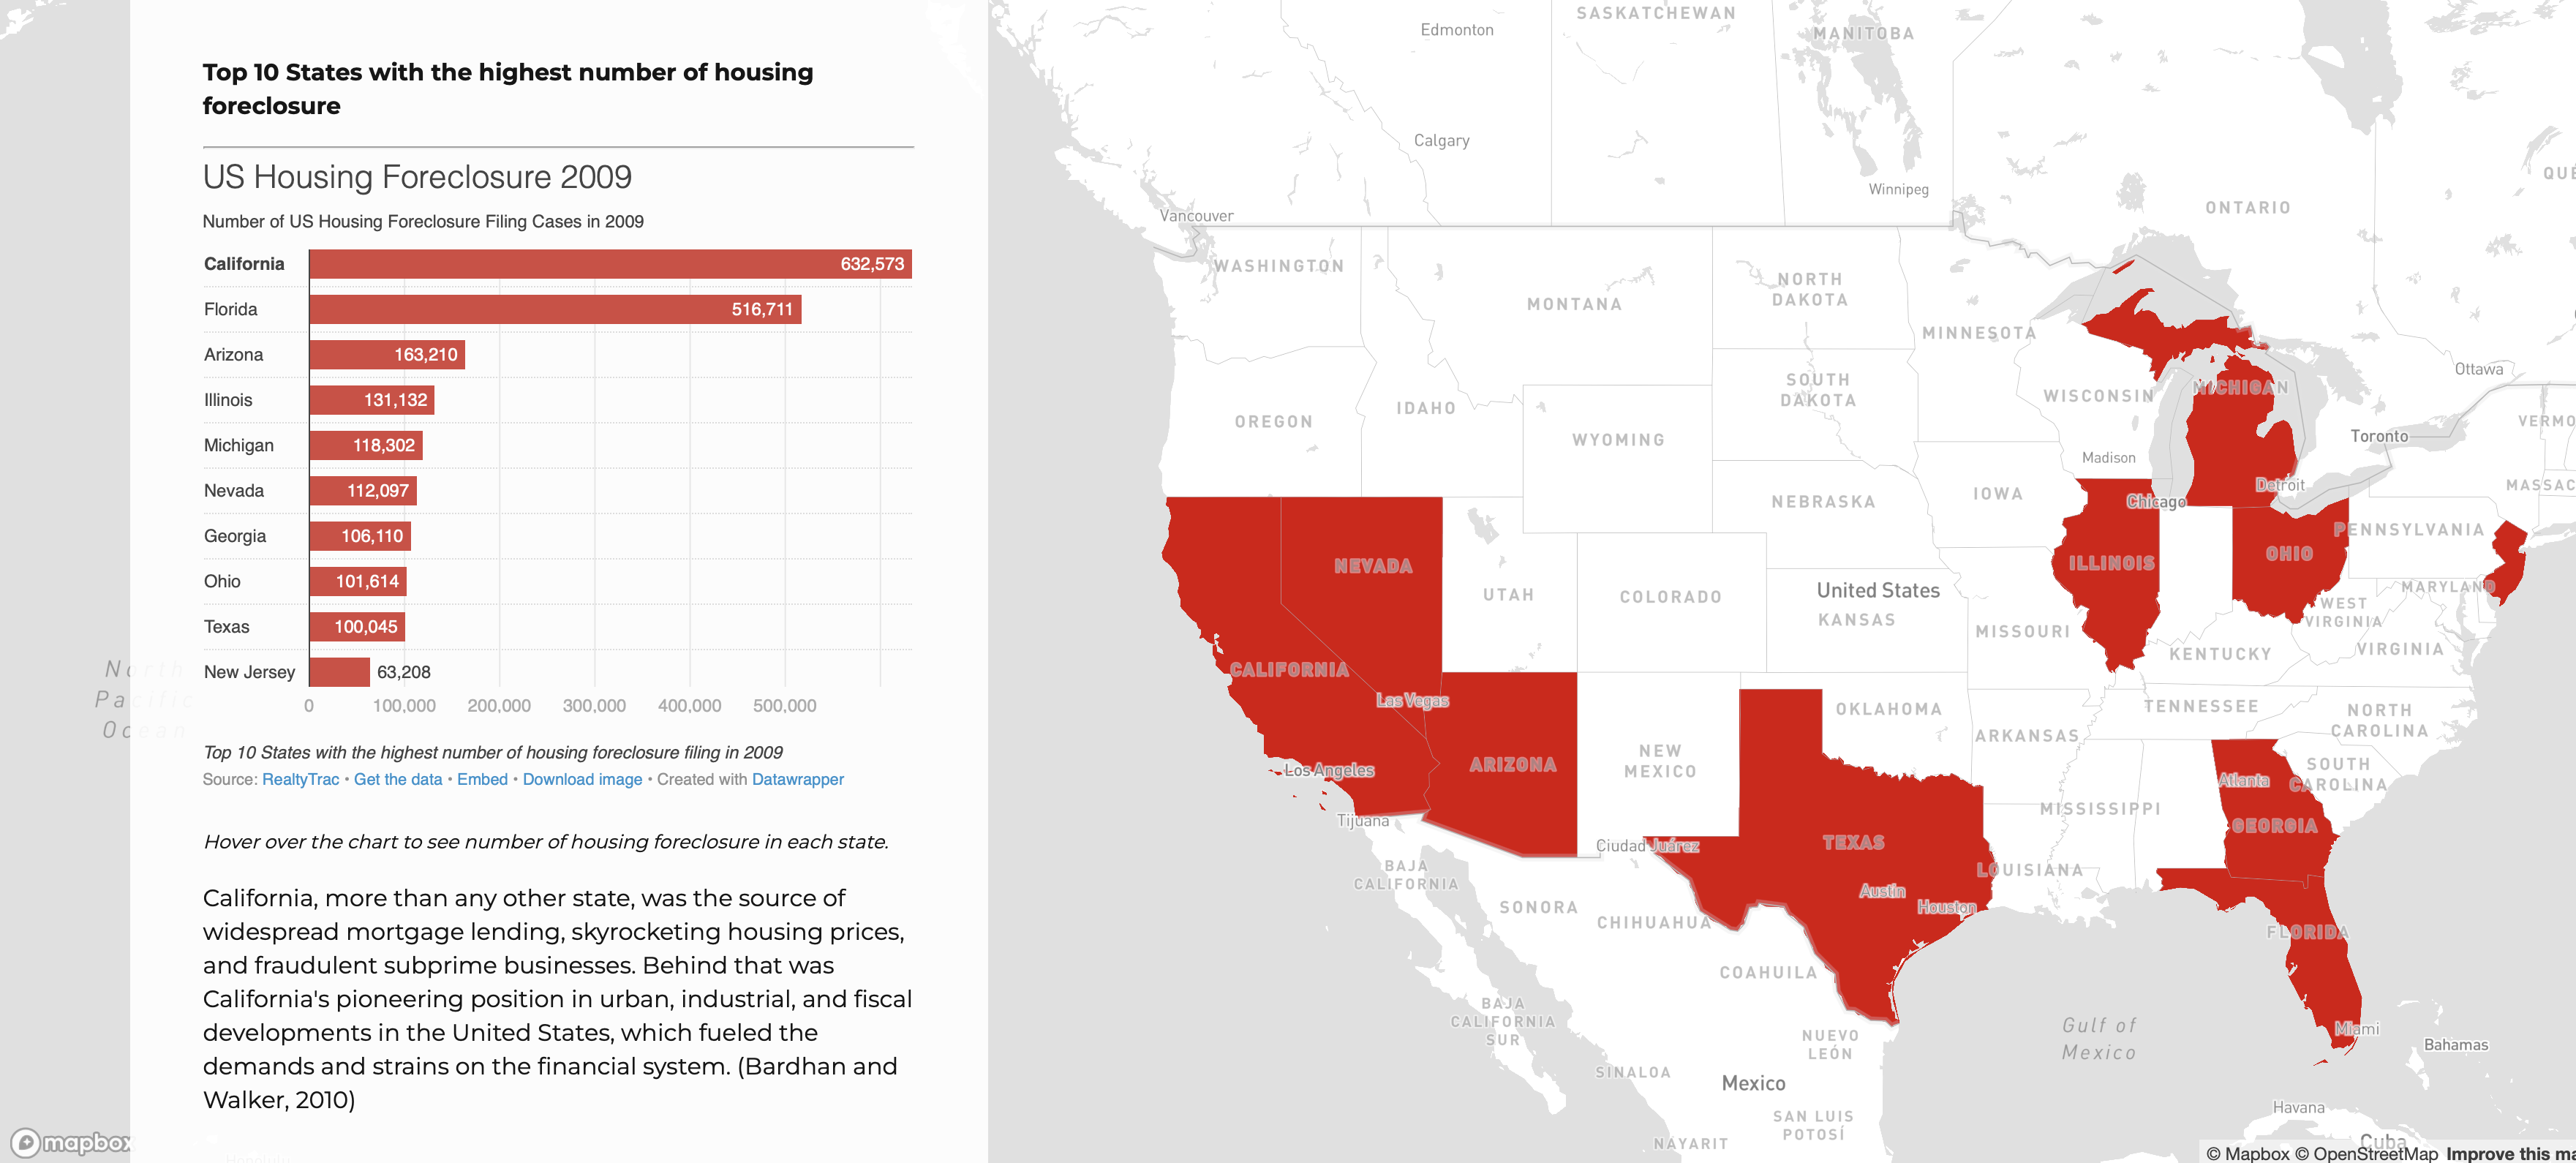 Top 10 States with the highest number of housing
foreclosure
US Housing Foreclosure 2009
Number of US Housing Foreclosure Filing Cases in 2009
California 632,573
Florida 516,711
Arizona 163,210
Illinois 131,132
Michigan 118,302
Nevada 112,097
Georgia 106,110
Ohio 101,614
Texas 100,045
New Jersey 63,208
0 100,000 200,000 300,000 400,000 500,000
Top 10 States with the highest number of housing foreclosure filing in 2009
Source: RealtyTrac • Get the data • Embed • Download image • Created with Datawrapper
Hover over the chart to see number of housing foreclosure in each state.
California, more than any other state, was the source of
widespread mortgage lending, skyrocketing housing prices,
and fraudulent subprime businesses. Behind that was
California's pioneering position in urban, industrial, and fiscal
developments in the United States, which fueled the
demands and strains on the financial system. (Bardhan and
Walker, 2010)
North
Pacific
Ocean
mapbox
Honolulu
SASKATCHEWAN
Edmonton
MANITOBA
Calgary
QUÉ
Winnipeg
ONTARIO
Vancouver
WASHINGTON
NORTH
DAKOTA
MONTANA
MINNESOTA
Ottawa
SOUTH
DAKOTA
MICHIGAN
WISCONSIN
IDAHO
OREGON
VERMO
Toronto
WYOMING
Madison
Detroit
MASSAC
IOWA
NEBRASKA
Chicago
PENNSYLVANIA
OHIO
ILLINOIS
NEVADA
MARYLAND
United States
UTAH
COLORADO
WEST
VIRGINIA
KANSAS
MISSOURI
VIRGINIA
KENTUCKY
CALIFORNIA
Las Vegas
TENNESSEE
OKLAHOMA
NORTH
CAROLINA
ARKANSAS
NEW
MEXICO
ARIZONA
SOUTH
CAROLINA
Los Angeles
Atlanta
MISSISSIPPI
Tijuana
GEORGIA
TEXAS
Ciudad Juárez
BAJA
CALIFORNIA
LOUISIANA
Austin
Houston
SONORA
CHIHUAHUA
FLORIDA
COAHUILA
BAJA
CALIFORNIA
SUR
Gulf of
Mexico
Miami
NUEVO
LEÓN
Bahamas
SINALOA
Mexico
Havana
SAN LUIS
POTOSÍ
NAYARIT
Cuba
© Mapbox © OpenStreetMap Improve this ma